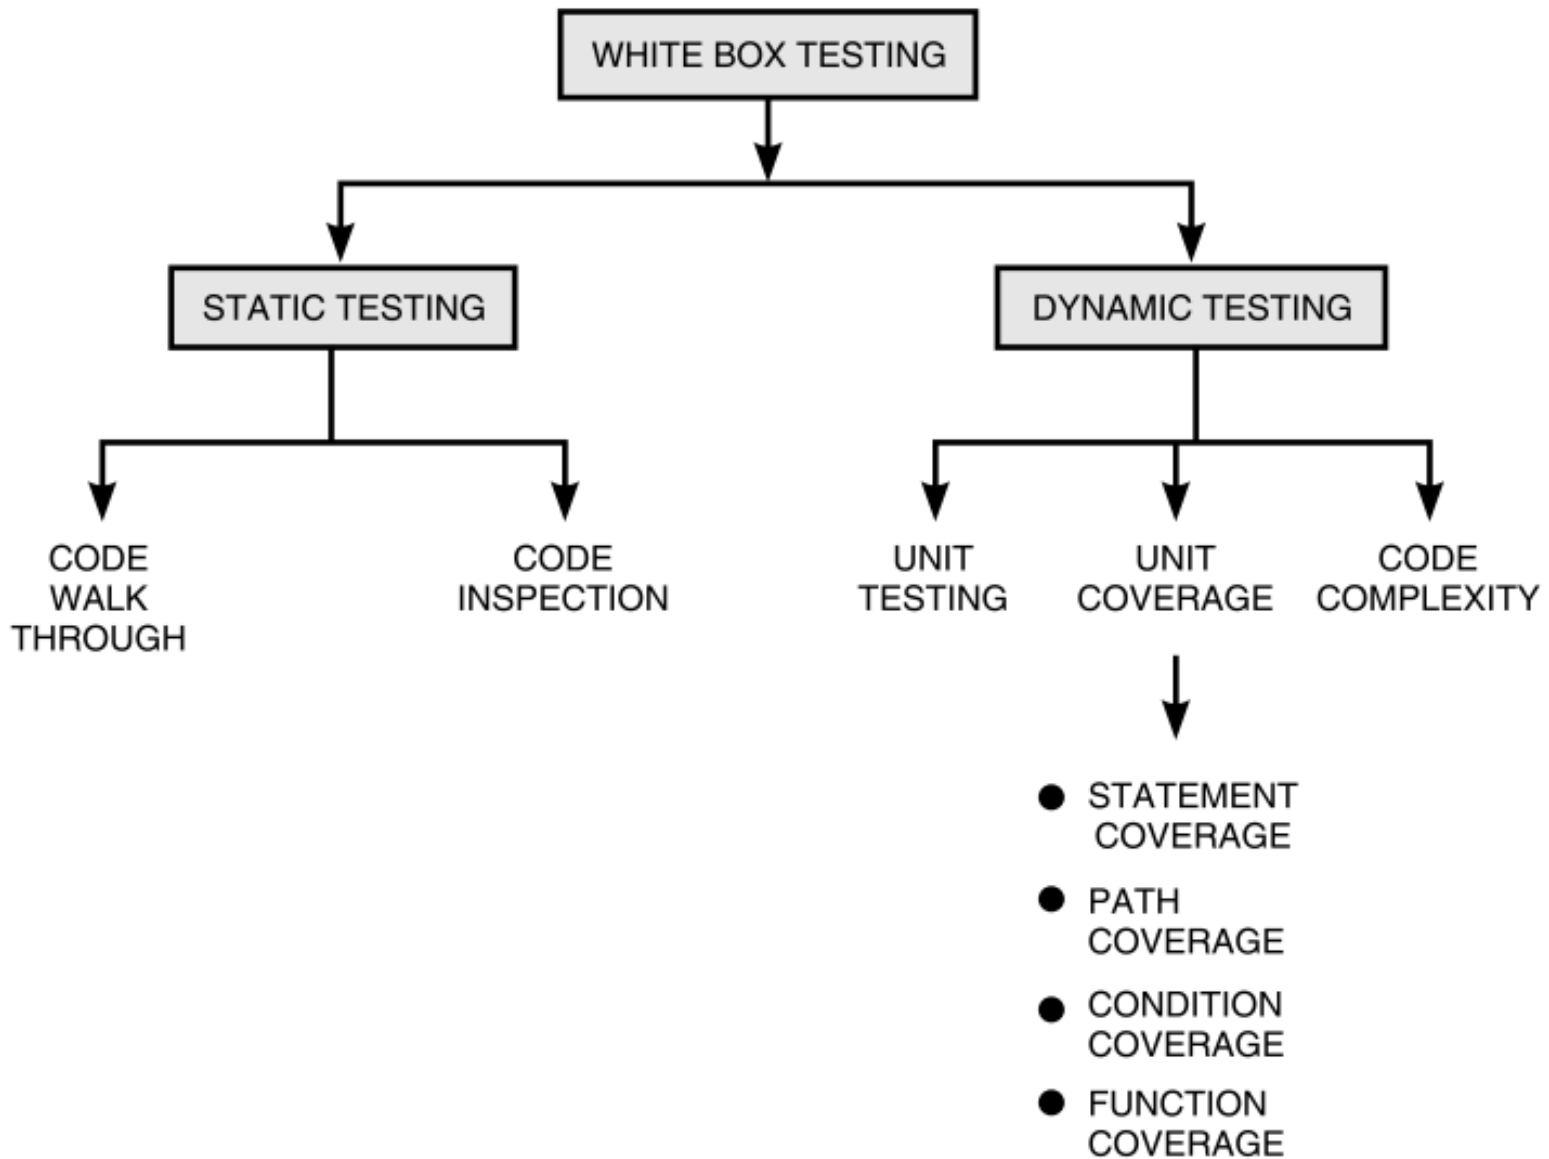 WHITE BOX TESTING
STATIC TESTING
DYNAMIC TESTING
CODE
WALK
THROUGH
CODE
INSPECTION
UNIT
TESTING
UNIT
COVERAGE
CODE
COMPLEXITY
● STATEMENT
COVERAGE
● PATH
COVERAGE
● CONDITION
COVERAGE
● FUNCTION
COVERAGE